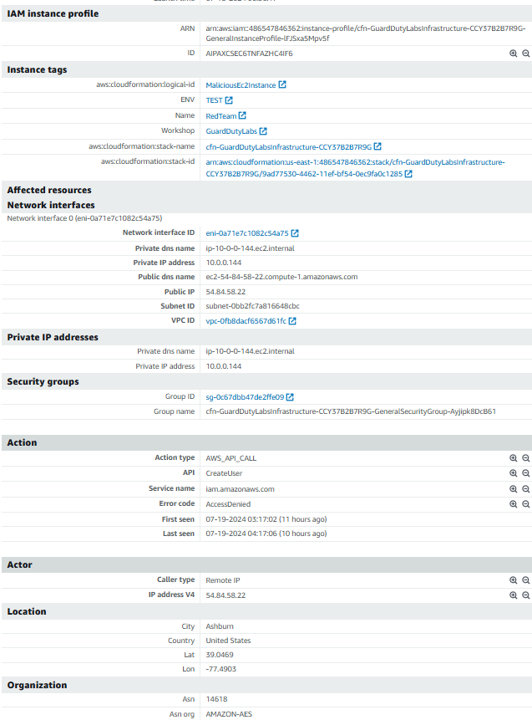 IAM instance profile
ARN arn:aws:iam::486547846362:instance-profile/cfn-GuardDutyLabsInfrastructure-CCY37B2B7R9G-
GeneralInstanceProfile-lFJSxa5Mpv5f
ID AIPAXCSEC6TNFAZHC4IF6
Instance tags
aws:cloudformation:logical-id MaliciousEc2Instance
ENV TEST
Name RedTeam
Workshop GuardDutyLabs
aws:cloudformation:stack-name cfn-GuardDutyLabsInfrastructure-CCY37B2B7R9G
aws:cloudformation:stack-id arn:aws:cloudformation:us-east-1:486547846362:stack/cfn-GuardDutyLabsInfrastructure-
CCY37B2B7R9G/9ad77530-4462-11ef-bf54-0ec9fa0c1285
Affected resources
Network interfaces
Network interface 0 (eni-0a71e7c1082c54a75)
Network interface ID eni-0a71e7c1082c54a75
Private dns name ip-10-0-0-144.ec2.internal
Private IP address 10.0.0.144
Public dns name ec2-54-84-58-22.compute-1.amazonaws.com
Public IP 54.84.58.22
Subnet ID subnet-0bb2fc7a816648cbc
VPC ID vpc-0fb8dacf6567d61fc
Private IP addresses
Private dns name ip-10-0-0-144.ec2.internal
Private IP address 10.0.0.144
Security groups
Group ID sg-0c67dbb47de2ffe09
Group name cfn-GuardDutyLabsInfrastructure-CCY37B2B7R9G-GeneralSecurityGroup-Ayjipk8DcB61
Action
Action type AWS_API_CALL
API CreateUser
Service name iam.amazonaws.com
Error code AccessDenied
First seen 07-19-2024 03:17:02 (11 hours ago)
Last seen 07-19-2024 04:17:06 (10 hours ago)
Actor
Caller type Remote IP
IP address V4 54.84.58.22
Location
City Ashburn
Country United States
Lat 39.0469
Lon -77.4903
Organization
Asn 14618
Asn org AMAZON-AES